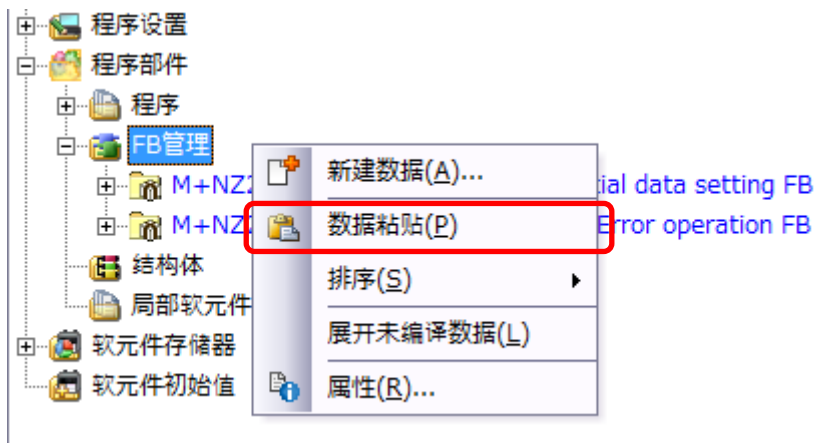 程序设置
程序部件
程序
FB管理
新建数据(A)...
M+NZ2 ial data setting FB
M+NZ 数据粘贴(P) Error operation FB
结构体
排序(S)
局部软元件
展开未编译数据(L)
软元件存储器
软元件初始值
属性(R)...